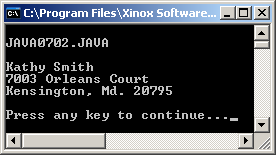 C:\Program Files\Xinox Software...
JAVA0702.JAVA
Kathy Smith
7003 Orleans Court
Kensington, Md. 20795
Press any key to continue..._